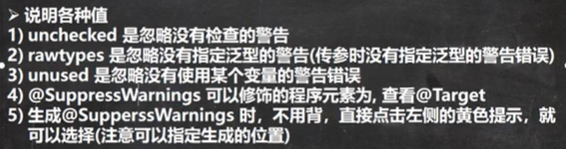 ➢ 说明各种值
1) unchecked 是忽略没有检查的警告
2) rawtypes 是忽略没有指定泛型的警告(传参时没有指定泛型的警告错误)
3) unused 是忽略没有使用某个变量的警告错误
4) @SuppressWarnings 可以修饰的程序元素为, 查看@Target
5) 生成@SupperssWarnings 时，不用背，直接点击左侧的黄色提示，就
可以选择(注意可以指定生成的位置)